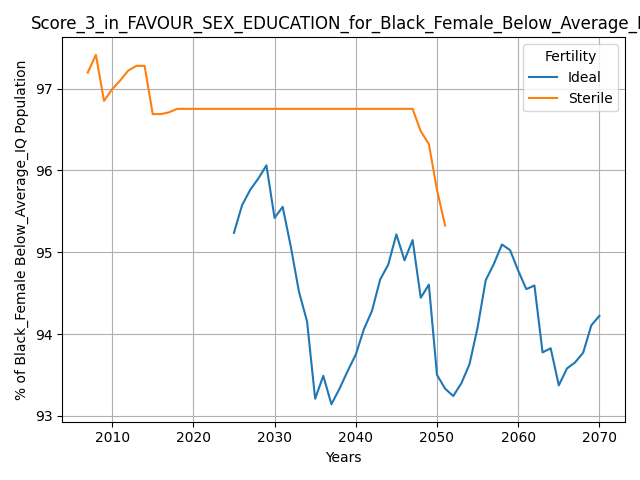 Score_3_in_FAVOUR_SEX_EDUCATION_for_Black_Female_Below_Average_I
Fertility
Ideal
Sterile
% of Black_Female Below_Average_IQ Population
97
96
95
94
93
2010 2020 2030 2040 2050 2060 2070
Years